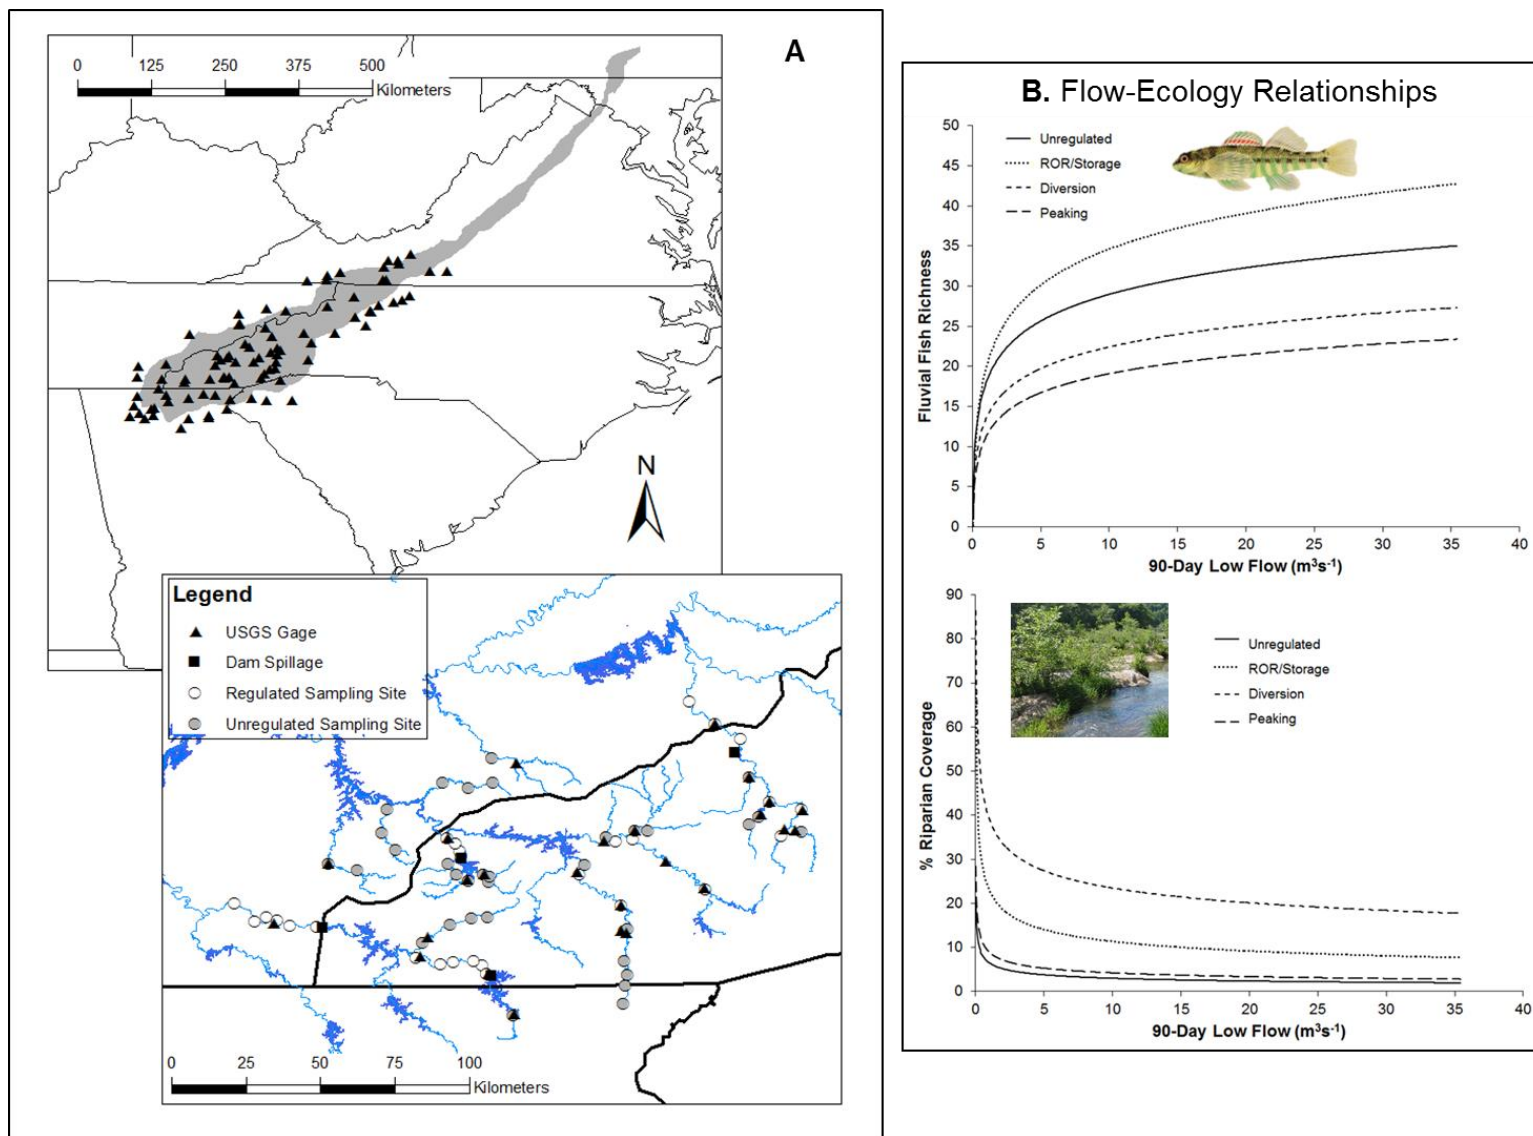 A
0 125 250 375 500
Kilometers
N
Legend
USGS Gage
Dam Spillage
Regulated Sampling Site
Unregulated Sampling Site
0 25 50 75 100
Kilometers
B. Flow-Ecology Relationships
50
45
40
35
30
25
20
15
10
5
0
Fluvial Fish Richness
Unregulated
ROR/Storage
Diversion
Peaking
0 5 10 15 20 25 30 35 40
90-Day Low Flow (m³s⁻¹)
90
80
70
60
50
40
30
20
10
0
% Riparian Coverage
Unregulated
ROR/Storage
Diversion
Peaking
0 5 10 15 20 25 30 35 40
90-Day Low Flow (m³s⁻¹)